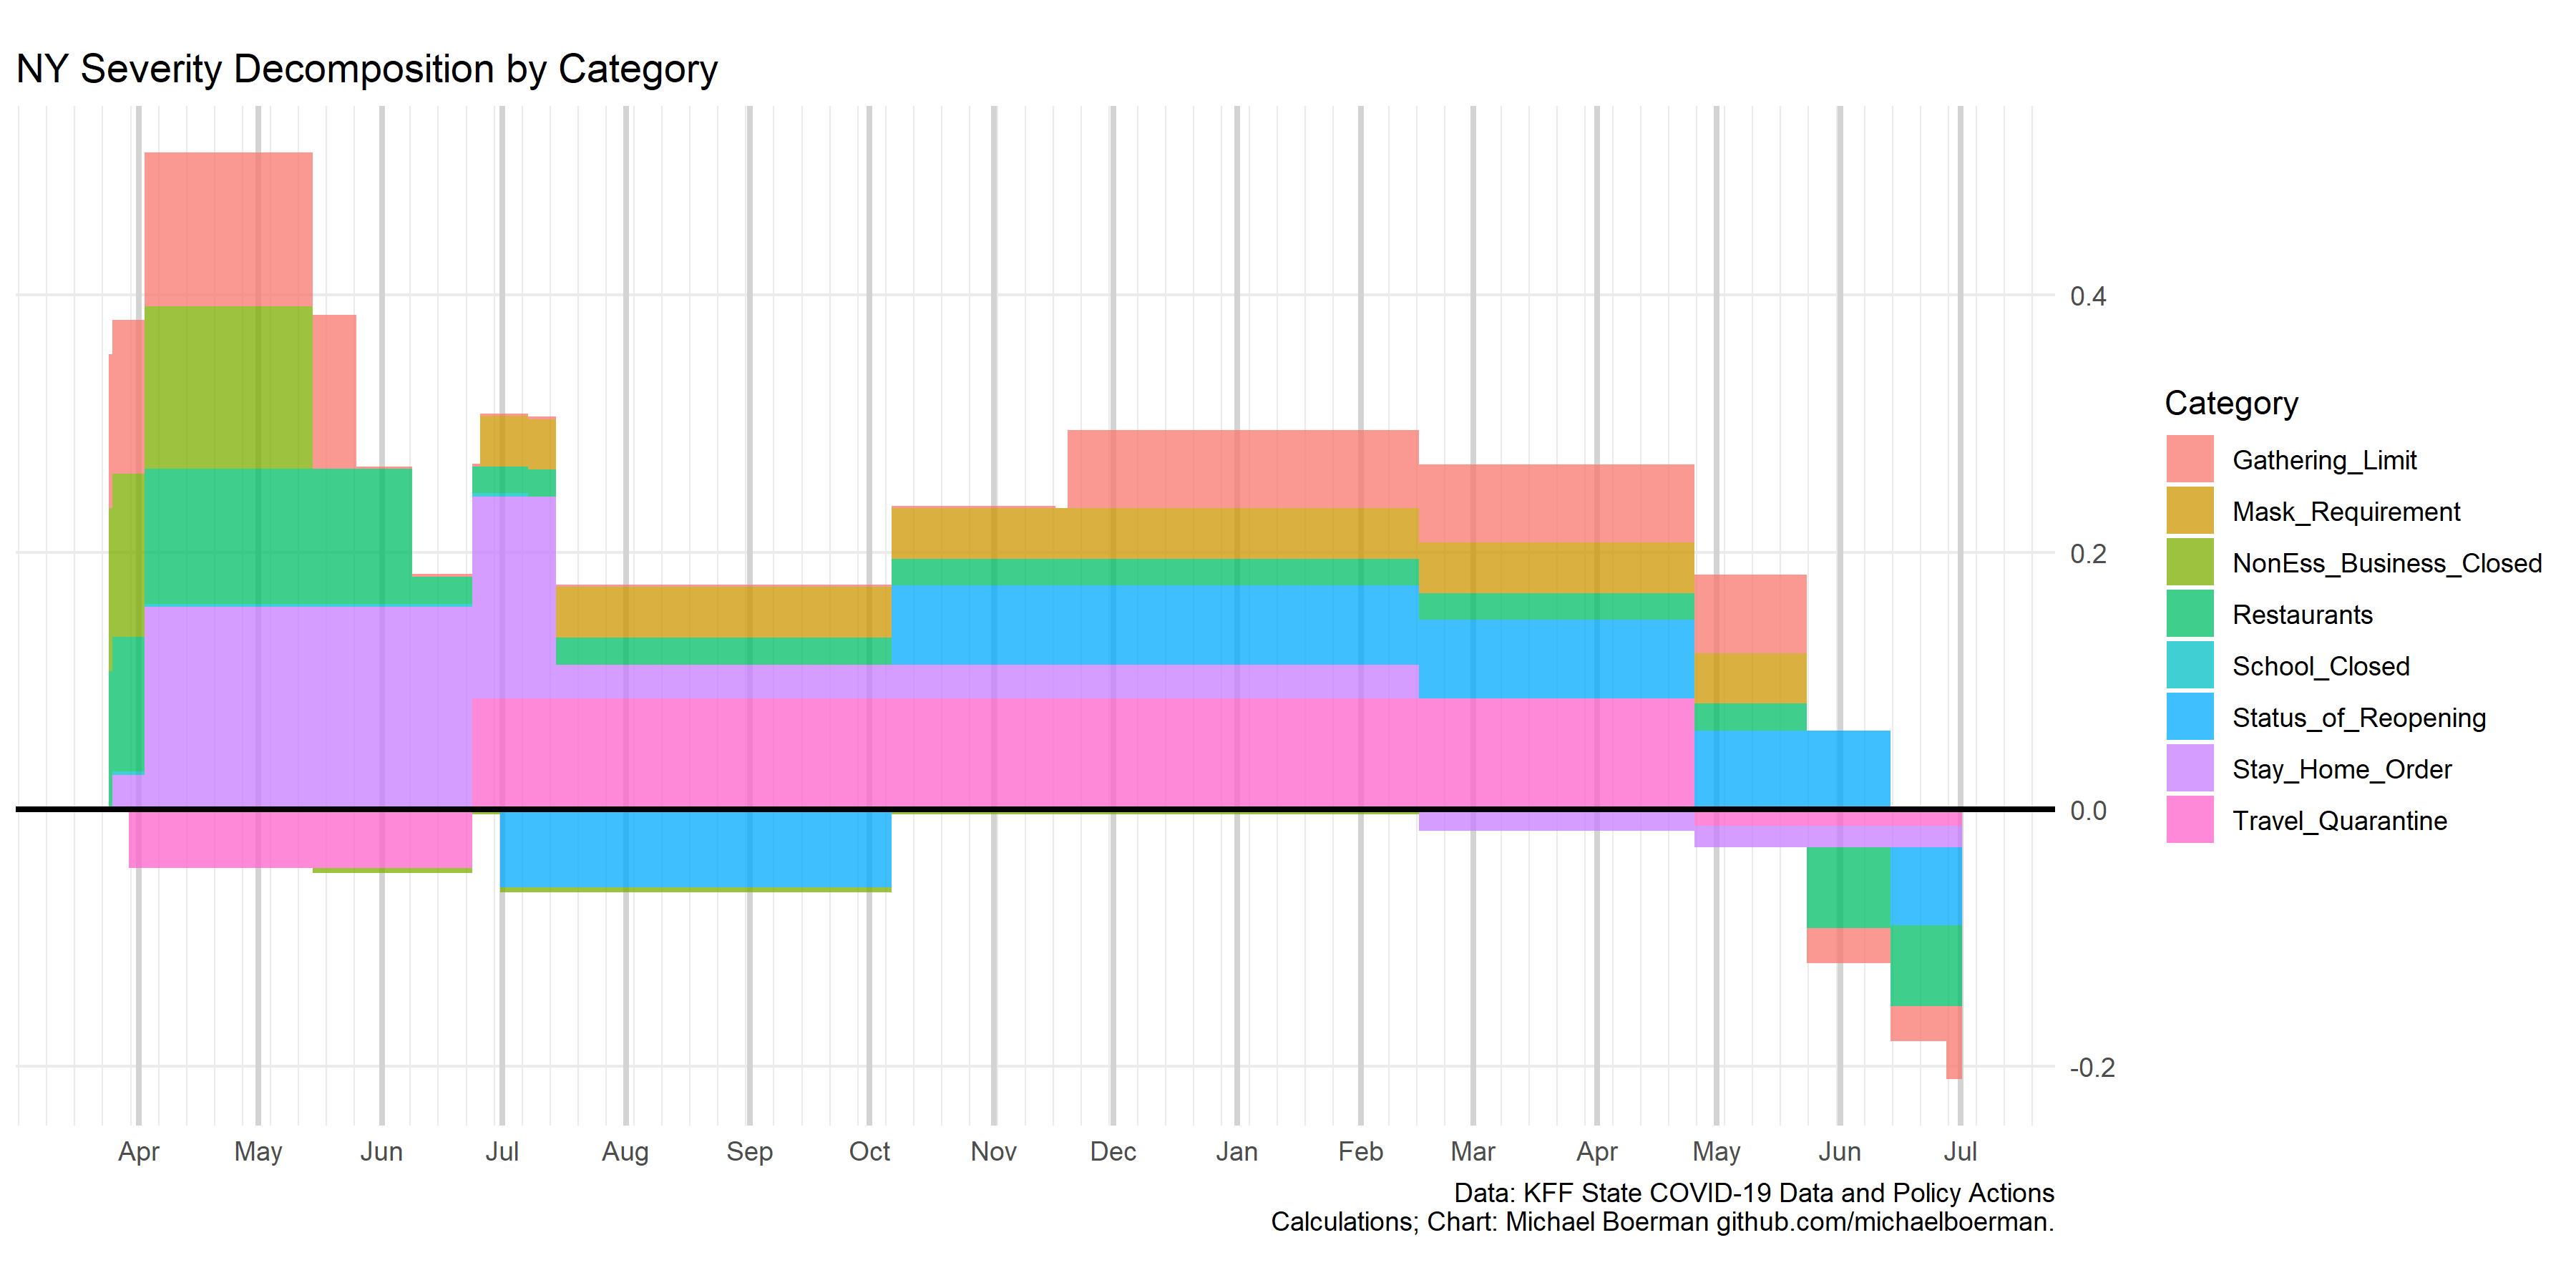 NY Severity Decomposition by Category
0.4
0.2
0.0
-0.2
Apr May Jun Jul Aug Sep Oct Nov Dec Jan Feb Mar Apr May Jun Jul
Data: KFF State COVID-19 Data and Policy Actions
Calculations; Chart: Michael Boerman github.com/michaelboerman.
Category
Gathering_Limit
Mask_Requirement
NonEss_Business_Closed
Restaurants
School_Closed
Status_of_Reopening
Stay_Home_Order
Travel_Quarantine